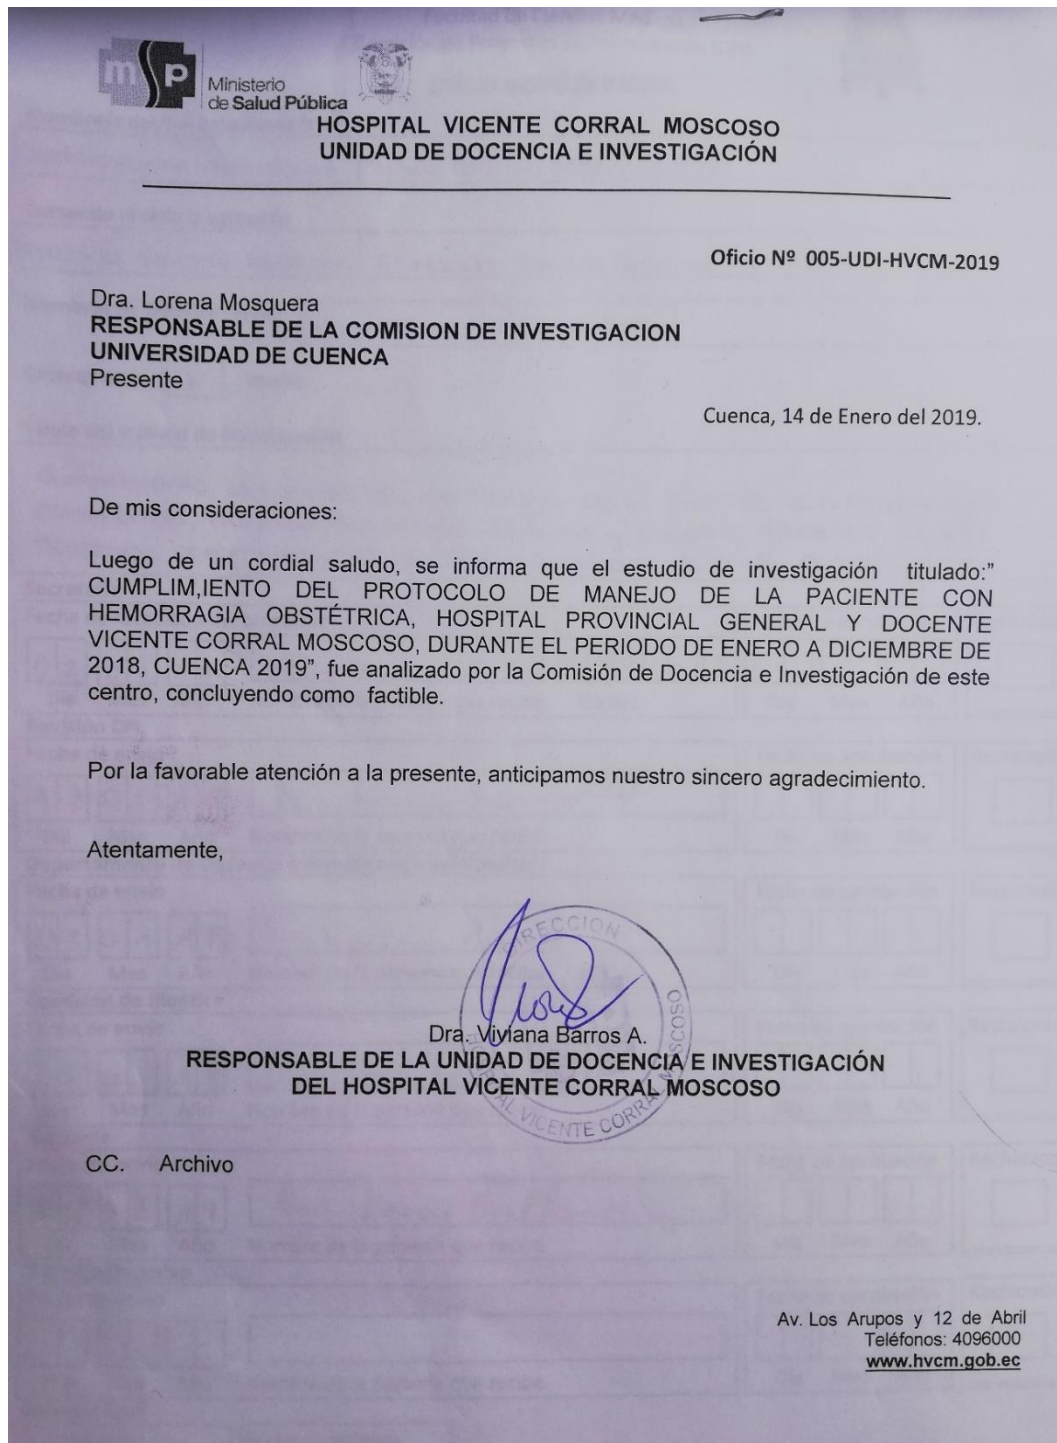 msp
Ministerio
de Salud Pública
HOSPITAL VICENTE CORRAL MOSCOSO
UNIDAD DE DOCENCIA E INVESTIGACIÓN
Oficio Nº 005-UDI-HVCM-2019
Dra. Lorena Mosquera
RESPONSABLE DE LA COMISION DE INVESTIGACION
UNIVERSIDAD DE CUENCA
Presente
Cuenca, 14 de Enero del 2019.
De mis consideraciones:
Luego de un cordial saludo, se informa que el estudio de investigación titulado:”
CUMPLIM,IENTO DEL PROTOCOLO DE MANEJO DE LA PACIENTE CON
HEMORRAGIA OBSTÉTRICA, HOSPITAL PROVINCIAL GENERAL Y DOCENTE
VICENTE CORRAL MOSCOSO, DURANTE EL PERIODO DE ENERO A DICIEMBRE DE
2018, CUENCA 2019”, fue analizado por la Comisión de Docencia e Investigación de este
centro, concluyendo como factible.
Por la favorable atención a la presente, anticipamos nuestro sincero agradecimiento.
Atentamente,
DIRECCION
HOSPITAL VICENTE CORRAL MOSCOSO
Dra. Viviana Barros A.
RESPONSABLE DE LA UNIDAD DE DOCENCIA E INVESTIGACIÓN
DEL HOSPITAL VICENTE CORRAL MOSCOSO
CC. Archivo
Av. Los Arupos y 12 de Abril
Teléfonos: 4096000
www.hvcm.gob.ec